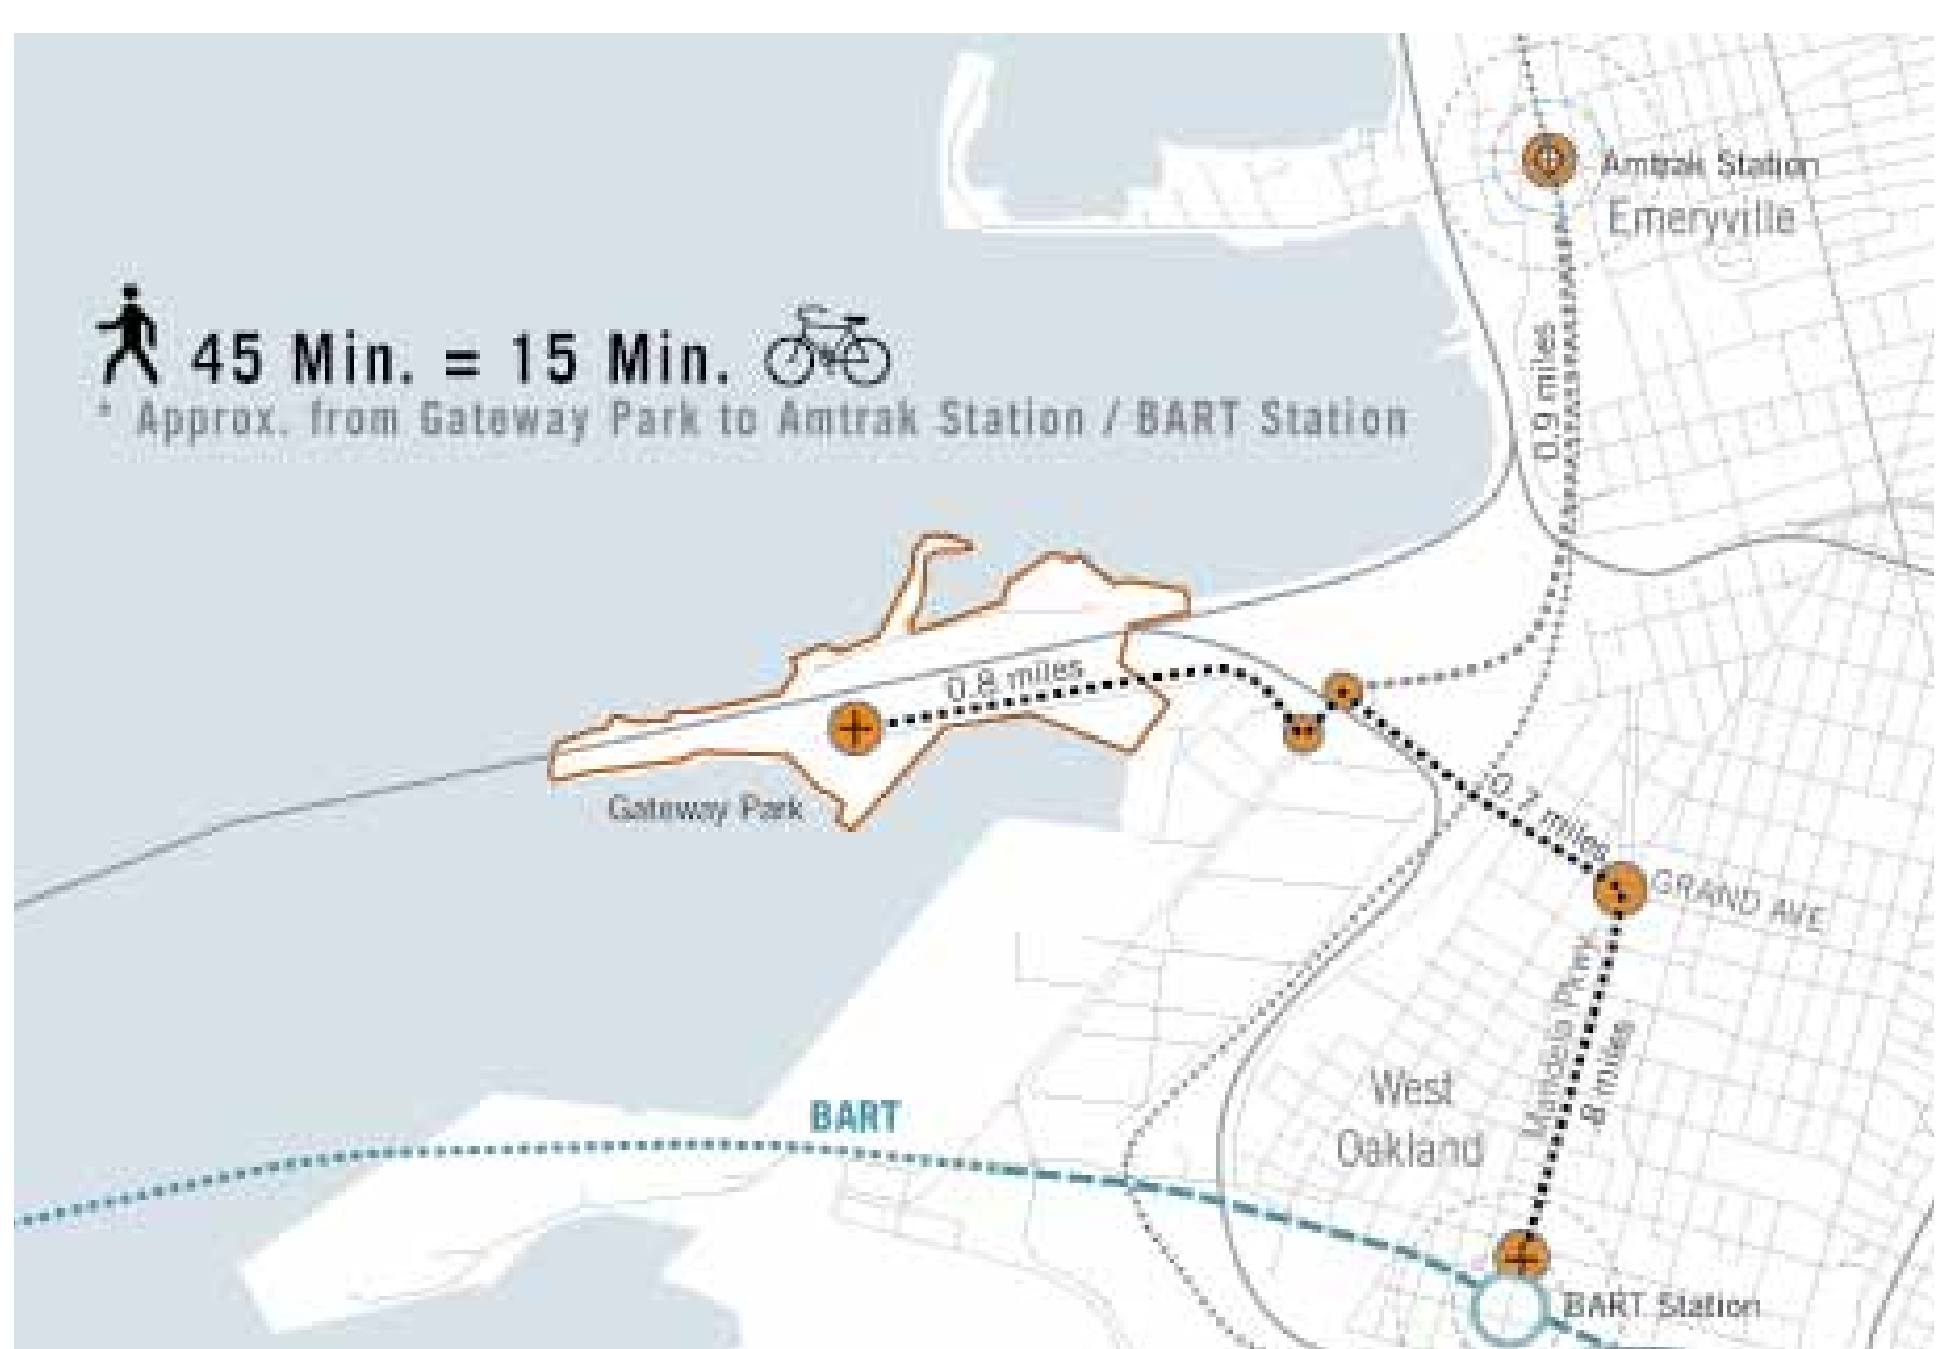 Amtrak Station
Emeryville
0.9 miles
45 Min. = 15 Min.
* Approx. from Gateway Park to Amtrak Station / BART Station
0.8 miles
Gateway Park
0.7 miles
GRAND AVE
Mandela Pkwy
.8 miles
West
Oakland
BART
BART Station